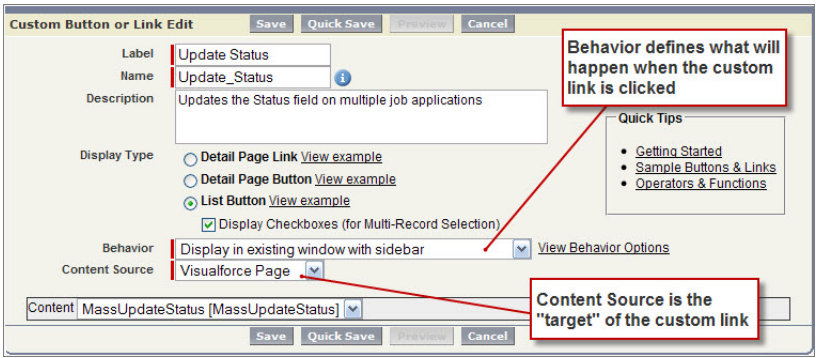 Custom Button or Link Edit Save Quick Save Preview Cancel
Behavior defines what will
happen when the custom
link is clicked
Label Update Status
Name Update_Status
Description Updates the Status field on multiple job applications
Quick Tips
Getting Started
Sample Buttons & Links
Operators & Functions
Display Type Detail Page Link View example
Detail Page Button View example
List Button View example
Display Checkboxes (for Multi-Record Selection)
Behavior Display in existing window with sidebar View Behavior Options
Content Source Visualforce Page
Content Source is the
"target" of the custom link
Content MassUpdateStatus [MassUpdateStatus]
Save Quick Save Preview Cancel